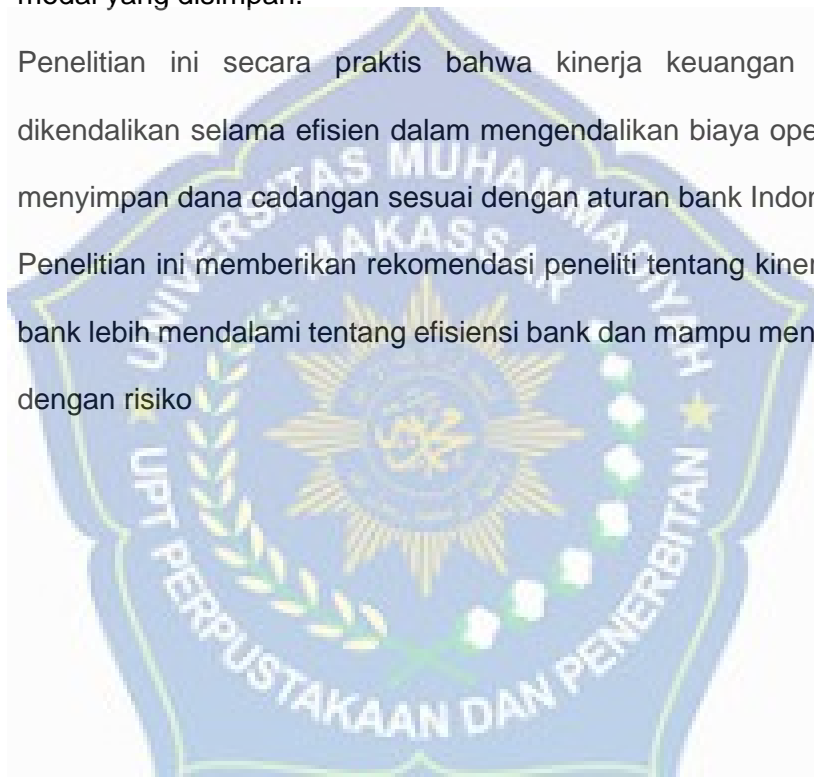 modal yang disimpan.
Penelitian ini secara praktis bahwa kinerja keuangan
dikendalikan selama efisien dalam mengendalikan biaya ope
menyimpan dana cadangan sesuai dengan aturan bank Indon
Penelitian ini memberikan rekomendasi peneliti tentang kiner
bank lebih mendalami tentang efisiensi bank dan mampu men
dengan risiko
UNIVERSITAS MUHAMMADIYAH
MAKASSAR
UPT PERPUSTAKAAN DAN PENERBITAN